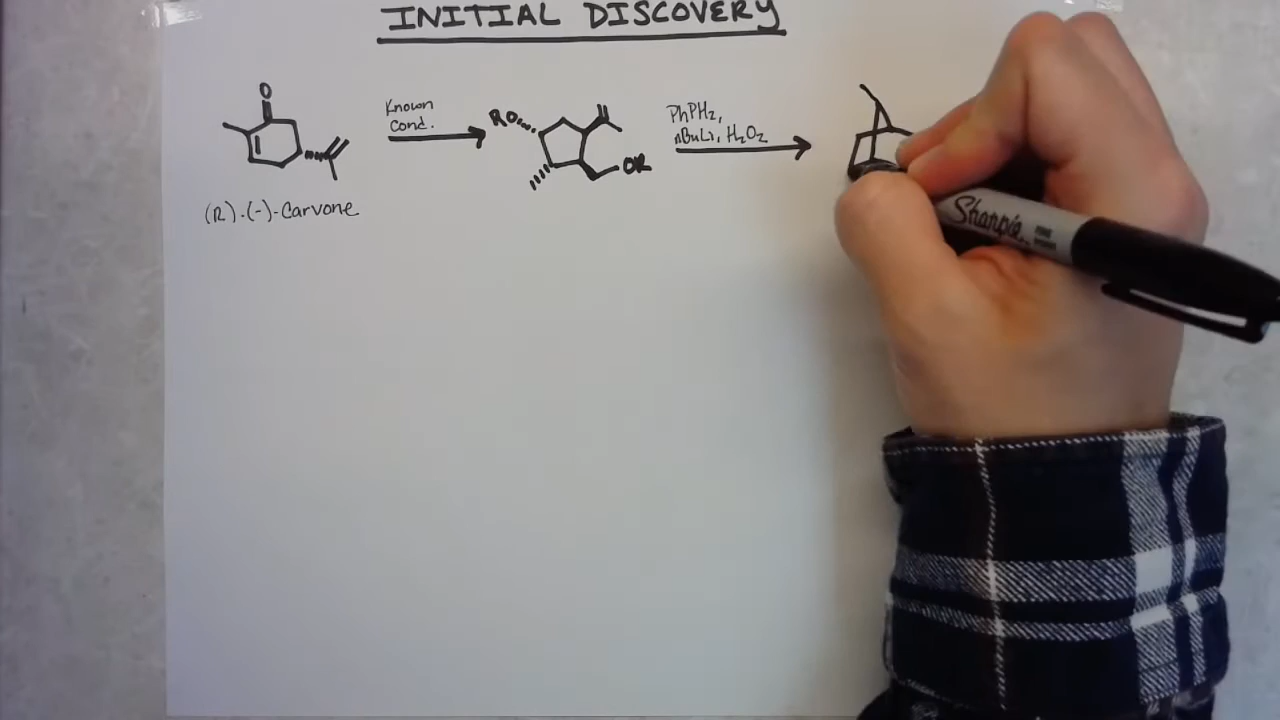 INITIAL DISCOVERY
O
Known
Cond.
RO
OR
PhPH2,
nBuLi, H2O2
(R)-(-)-Carvone
Sharpie